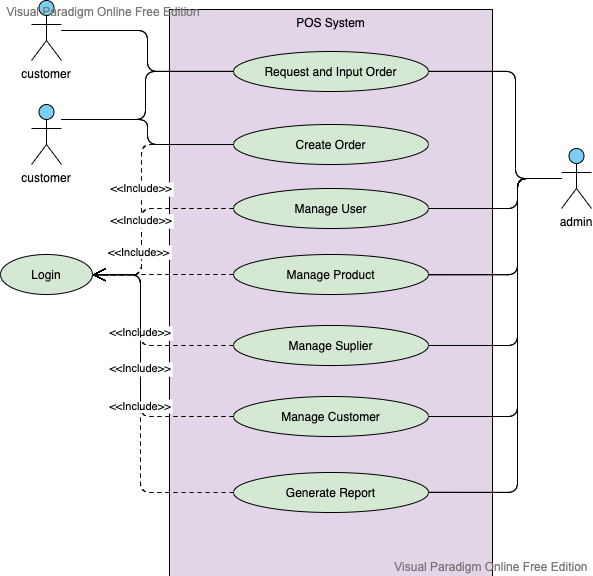 Visual Paradigm Online Free Edition
POS System
customer
Request and Input Order
customer
Create Order
<<Include>>
Manage User
admin
<<Include>>
<<Include>>
Login
Manage Product
<<Include>>
Manage Suplier
<<Include>>
<<Include>>
Manage Customer
Generate Report
Visual Paradigm Online Free Edition